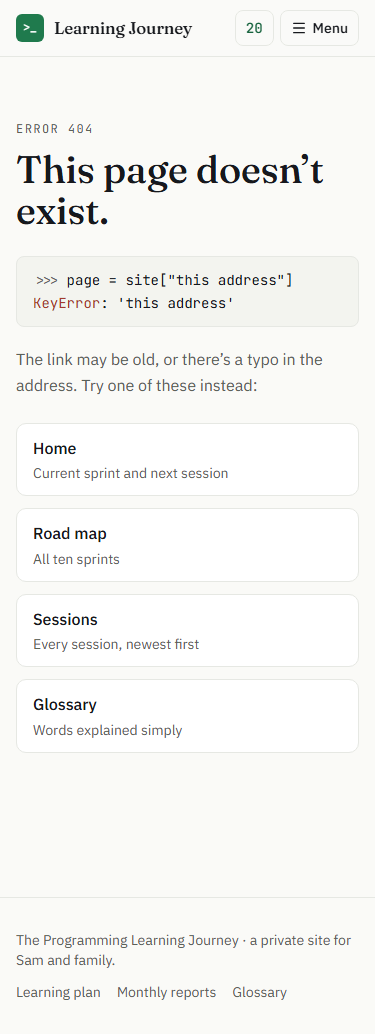 >_ Learning Journey 20 ☰ Menu
ERROR 404
This page doesn’t
exist.
>>> page = site["this address"]
KeyError: 'this address'
The link may be old, or there’s a typo in the
address. Try one of these instead:
Home
Current sprint and next session
Road map
All ten sprints
Sessions
Every session, newest first
Glossary
Words explained simply
The Programming Learning Journey · a private site for
Sam and family.
Learning plan Monthly reports Glossary